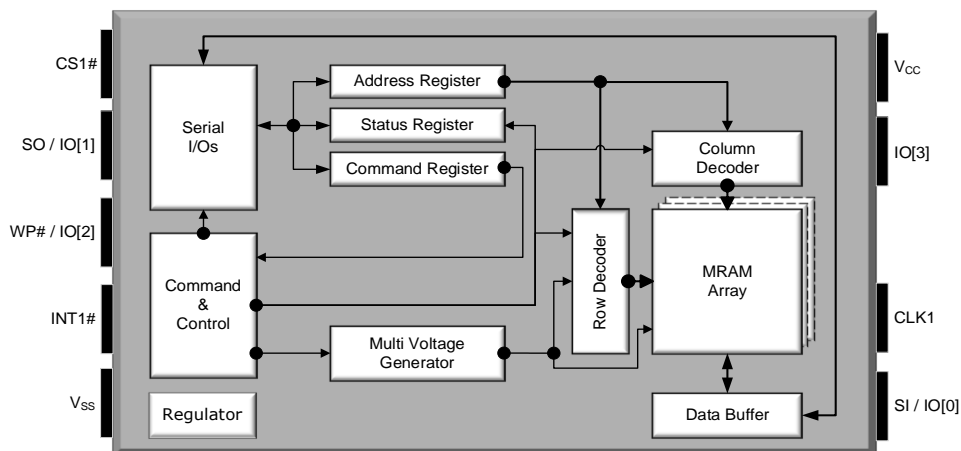 CS1#
SO / IO[1]
WP# / IO[2]
INT1#
VSS
Serial
I/Os
Command
&
Control
Regulator
Address Register
Status Register
Command Register
Multi Voltage
Generator
Row Decoder
Column
Decoder
MRAM
Array
Data Buffer
VCC
IO[3]
CLK1
SI / IO[0]